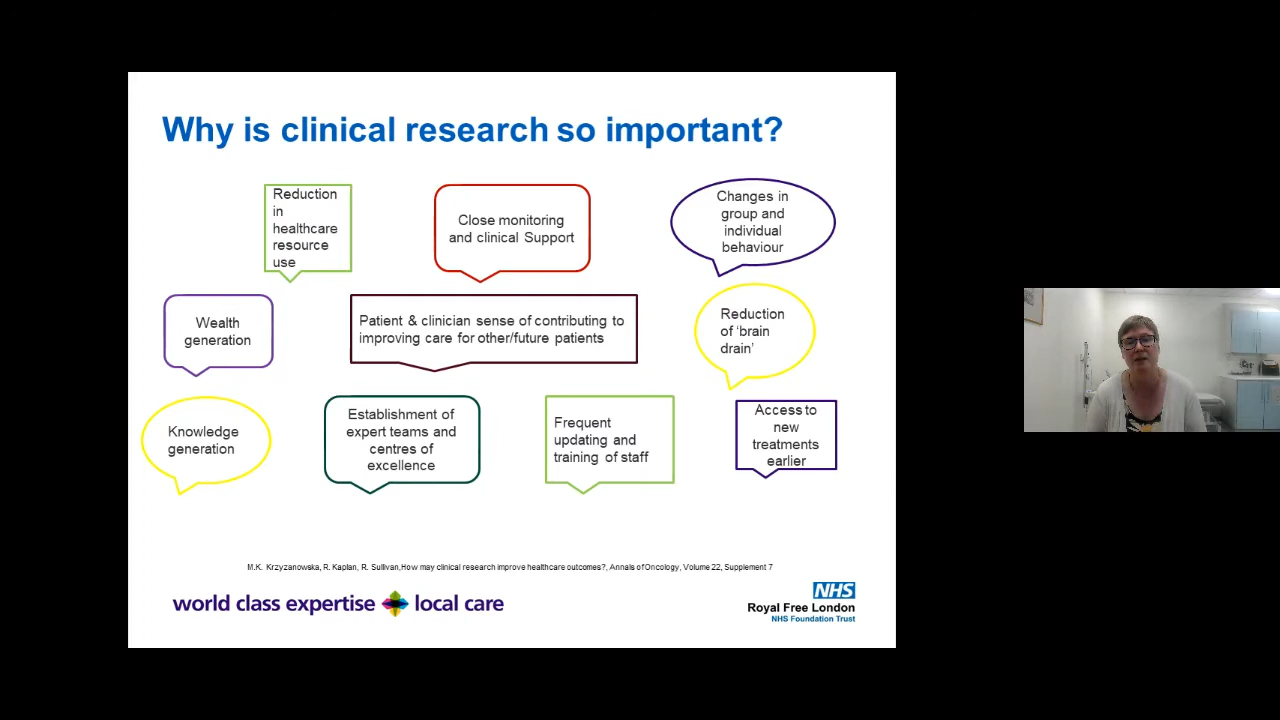 Why is clinical research so important?
Reduction
in
healthcare
resource
use
Close monitoring
and clinical Support
Changes in
group and
individual
behaviour
Wealth
generation
Patient & clinician sense of contributing to
improving care for other/future patients
Reduction
of ‘brain
drain’
Knowledge
generation
Establishment of
expert teams and
centres of
excellence
Frequent
updating and
training of staff
Access to
new
treatments
earlier
M.K. Krzyzanowska, R. Kaplan, R. Sullivan,How may clinical research improve healthcare outcomes?, Annals of Oncology, Volume 22, Supplement 7
world class expertise local care
NHS
Royal Free London
NHS Foundation Trust